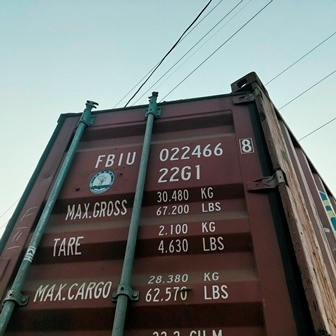 FBIU 022466 8
22G1
MAX.GROSS 30.480 KG
67.200 LBS
TARE 2.100 KG
4.630 LBS
MAX.CARGO 28.380 KG
62.570 LBS